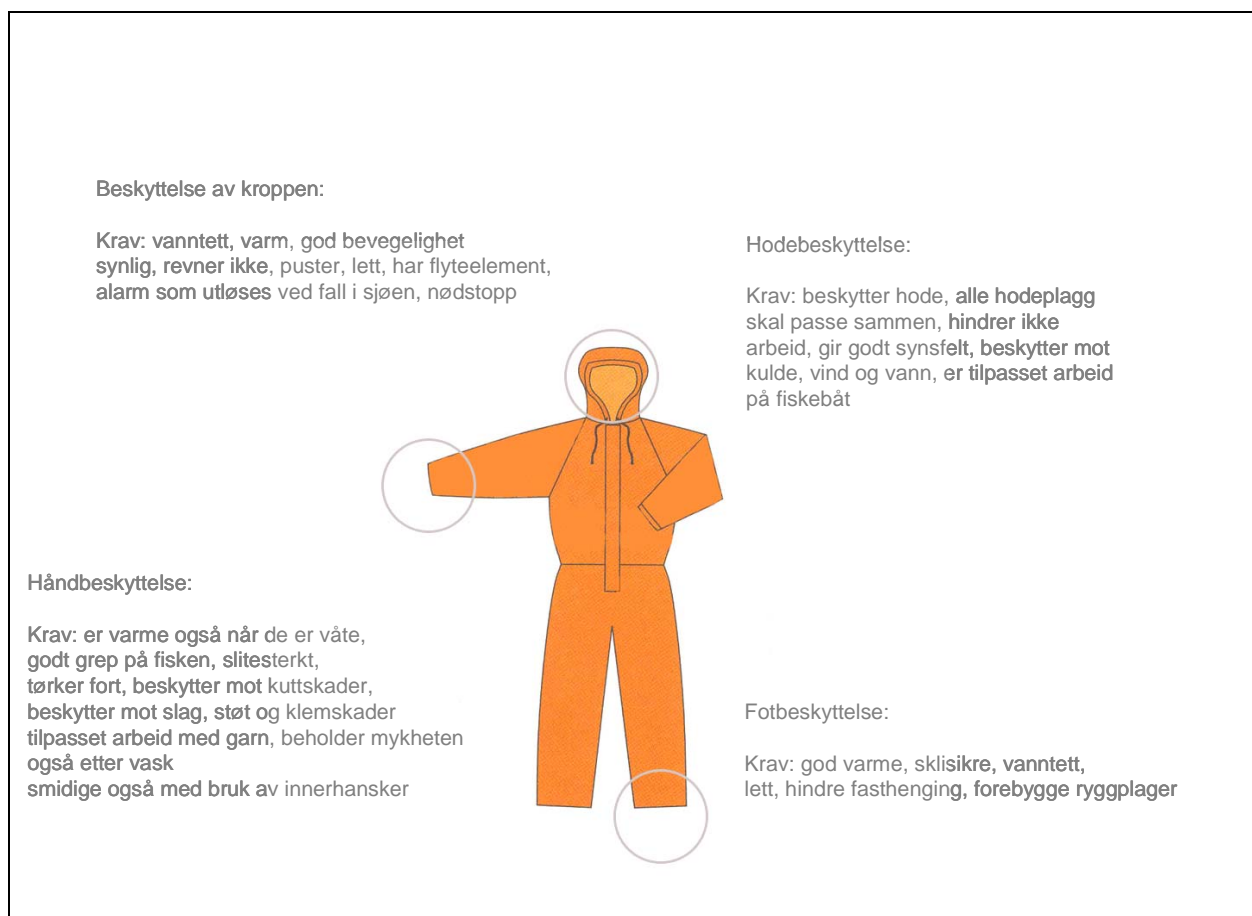 Beskyttelse av kroppen:
Krav: vanntett, varm, god bevegelighet
synlig, revner ikke, puster, lett, har flyteelement,
alarm som utløses ved fall i sjøen, nødstopp
Hodebeskyttelse:
Krav: beskytter hode, alle hodeplagg
skal passe sammen, hindrer ikke
arbeid, gir godt synsfelt, beskytter mot
kulde, vind og vann, er tilpasset arbeid
på fiskebåt
Håndbeskyttelse:
Krav: er varme også når de er våte,
godt grep på fisken, slitesterkt,
tørker fort, beskytter mot kuttskader,
beskytter mot slag, støt og klemskader
tilpasset arbeid med garn, beholder mykheten
også etter vask
smidige også med bruk av innerhansker
Fotbeskyttelse:
Krav: god varme, sklisikre, vanntett,
lett, hindre fasthenging, forebygge ryggplager